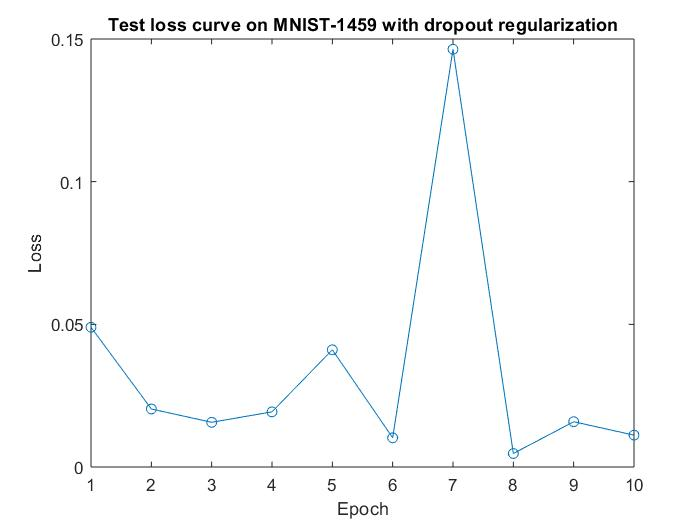 Test loss curve on MNIST-1459 with dropout regularization
0.15
0.1
0.05
0
Loss
1 2 3 4 5 6 7 8 9 10
Epoch